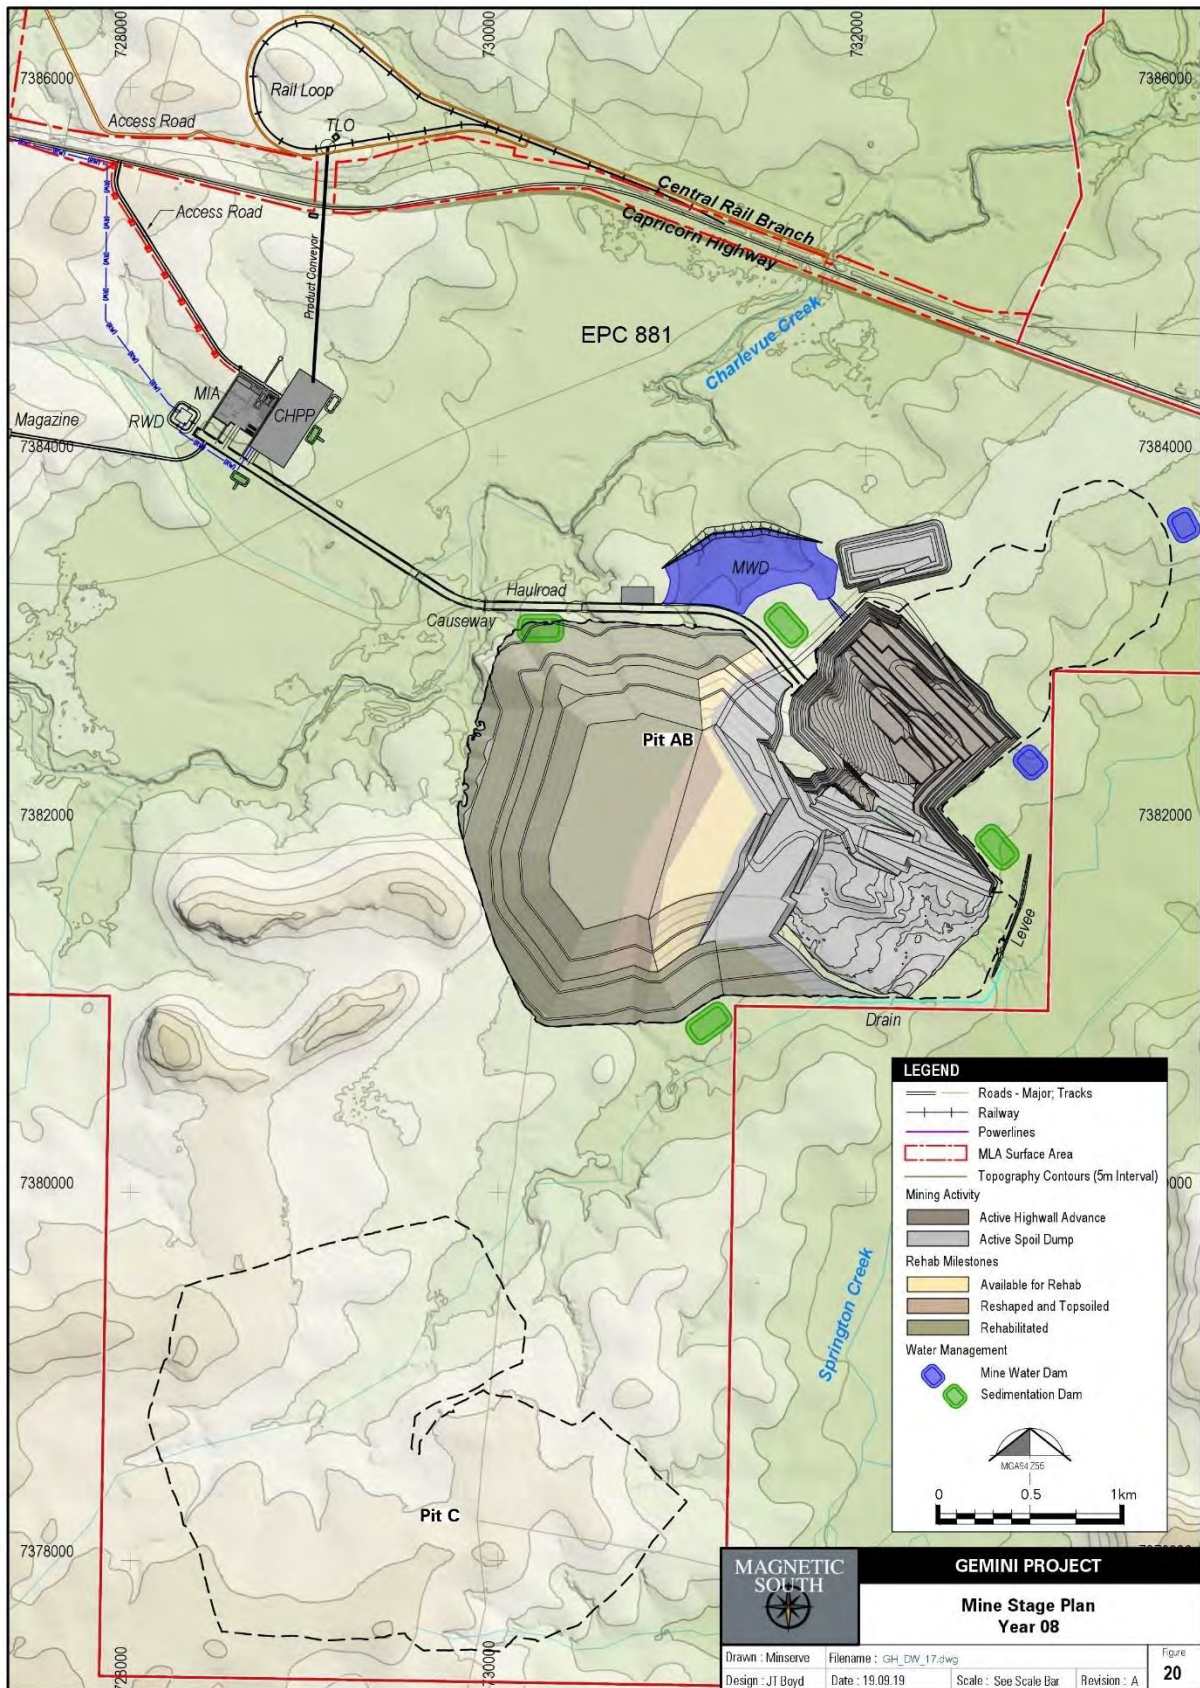 728000
730000
732000
7386000
7386000
Rail Loop
TLO
Access Road
Access Road
Central Rail Branch
Capricorn Highway
Product Conveyor
EPC 881
Charlevue Creek
MIA
CHPP
RWD
Magazine
7384000
7384000
MWD
Haulroad
Causeway
Pit AB
7382000
7382000
Levee
Drain
LEGEND
Roads - Major; Tracks
Railway
Powerlines
MLA Surface Area
Topography Contours (5m Interval)
Mining Activity
Active Highwall Advance
Active Spoil Dump
Rehab Milestones
Available for Rehab
Reshaped and Topsoiled
Rehabilitated
Water Management
Mine Water Dam
Sedimentation Dam
MGA94 Z55
0 0.5 1km
7380000
Springton Creek
Pit C
7378000
728000
730000
MAGNETIC SOUTH
GEMINI PROJECT
Mine Stage Plan
Year 08
Drawn : Minserve Filename : GH_DW_17.dwg
Design : JT Boyd Date : 19.09.19 Scale : See Scale Bar Revision : A
Figure
20